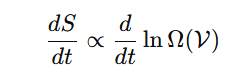 dS/dt ∝ d/dt ln Ω(𝒱)